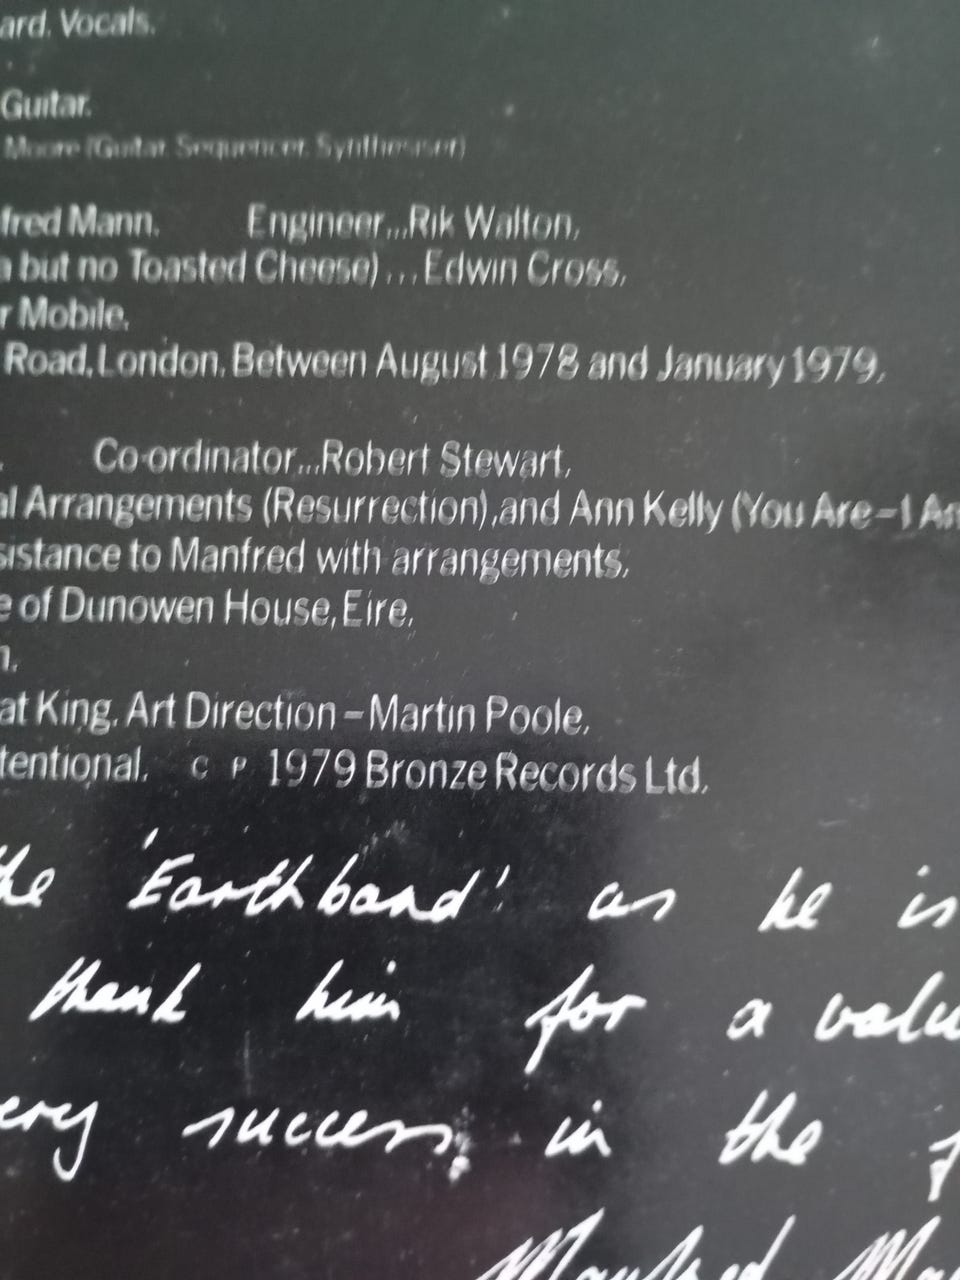 ard. Vocals.
Guitar.
Moore (Guitar Sequencer, Synthesiser)
fred Mann. Engineer...Rik Walton,
a but no Toasted Cheese)...Edwin Cross,
r Mobile.
Road, London, Between August 1978 and January 1979,
Co-ordinator...Robert Stewart,
al Arrangements (Resurrection), and Ann Kelly (You Are–I Am
sistance to Manfred with arrangements,
e of Dunowen House, Eire,
n.
at King. Art Direction – Martin Poole.
tentional. C P 1979 Bronze Records Ltd.
the 'Earthband' as he is
thank him for a valu
ery success, in the f
Manfred Ma